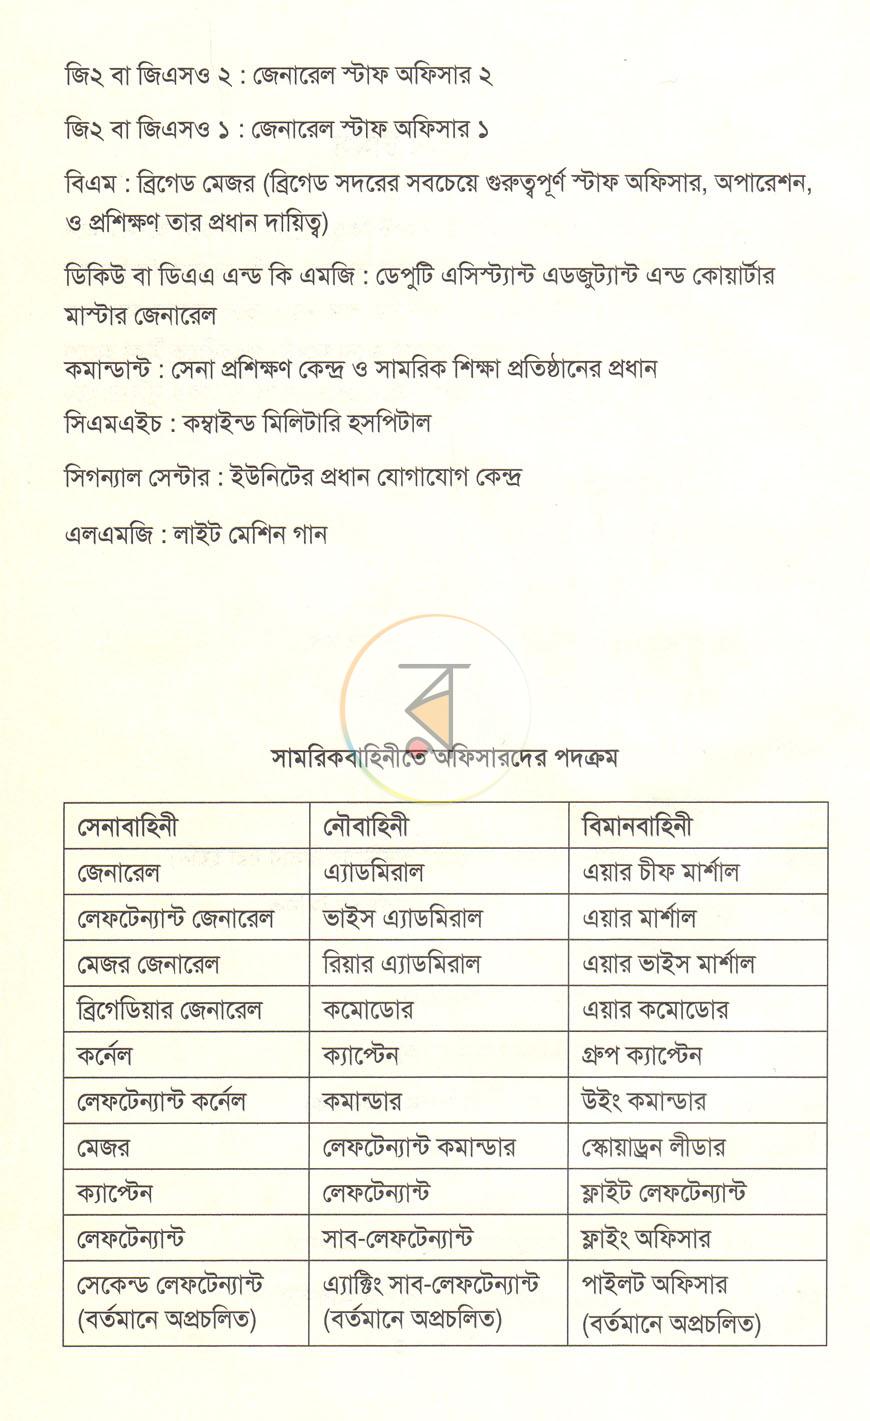 জি২ বা জিএসও ২ : জেনারেল স্টাফ অফিসার ২
জি২ বা জিএসও ১ : জেনারেল স্টাফ অফিসার ১
বিএম : ব্রিগেড মেজর (ব্রিগেড সদরের সবচেয়ে গুরুত্বপূর্ণ স্টাফ অফিসার, অপারেশন,
ও প্রশিক্ষণ তার প্রধান দায়িত্ব)
ডিকিউ বা ডিএএ এন্ড কি এমজি : ডেপুটি এসিস্ট্যান্ট এডজুট্যান্ট এন্ড কোয়ার্টার
মাস্টার জেনারেল
কমান্ডান্ট : সেনা প্রশিক্ষণ কেন্দ্র ও সামরিক শিক্ষা প্রতিষ্ঠানের প্রধান
সিএমএইচ : কম্বাইন্ড মিলিটারি হসপিটাল
সিগন্যাল সেন্টার : ইউনিটের প্রধান যোগাযোগ কেন্দ্র
এলএমজি : লাইট মেশিন গান
র
সামরিকবাহিনীতে অফিসারদের পদক্রম
সেনাবাহিনী নৌবাহিনী বিমানবাহিনী
জেনারেল এ্যাডমিরাল এয়ার চীফ মার্শাল
লেফটেন্যান্ট জেনারেল ভাইস এ্যাডমিরাল এয়ার মার্শাল
মেজর জেনারেল রিয়ার এ্যাডমিরাল এয়ার ভাইস মার্শাল
ব্রিগেডিয়ার জেনারেল কমোডোর এয়ার কমোডোর
কর্নেল ক্যাপ্টেন গ্রুপ ক্যাপ্টেন
লেফটেন্যান্ট কর্নেল কমান্ডার উইং কমান্ডার
মেজর লেফটেন্যান্ট কমান্ডার স্কোয়াড্রন লীডার
ক্যাপ্টেন লেফটেন্যান্ট ফ্লাইট লেফটেন্যান্ট
লেফটেন্যান্ট সাব-লেফটেন্যান্ট ফ্লাইং অফিসার
সেকেন্ড লেফটেন্যান্ট এ্যাক্টিং সাব-লেফটেন্যান্ট পাইলট অফিসার
(বর্তমানে অপ্রচলিত) (বর্তমানে অপ্রচলিত) (বর্তমানে অপ্রচলিত)